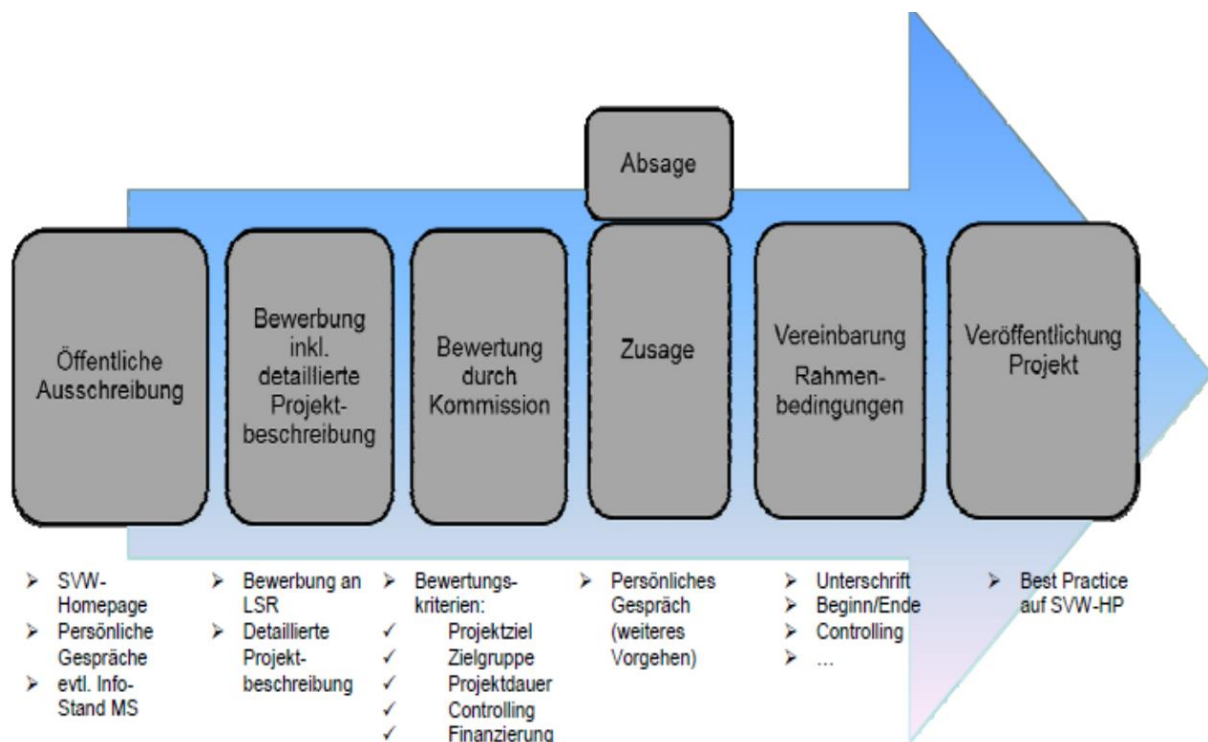 Absage
Öffentliche
Ausschreibung
Bewerbung
inkl.
detaillierte
Projekt-
beschreibung
Bewertung
durch
Kommission
Zusage
Vereinbarung
Rahmen-
bedingungen
Veröffentlichung
Projekt
➢ SVW-
Homepage
➢ Persönliche
Gespräche
➢ evtl. Info-
Stand MS
➢ Bewerbung an
LSR
➢ Detaillierte
Projekt-
beschreibung
➢ Bewertungs-
kriterien:
✓ Projektziel
✓ Zielgruppe
✓ Projektdauer
✓ Controlling
✓ Finanzierung
➢ Persönliches
Gespräch
(weiteres
Vorgehen)
➢ Unterschrift
➢ Beginn/Ende
➢ Controlling
➢ ...
➢ Best Practice
auf SVW-HP